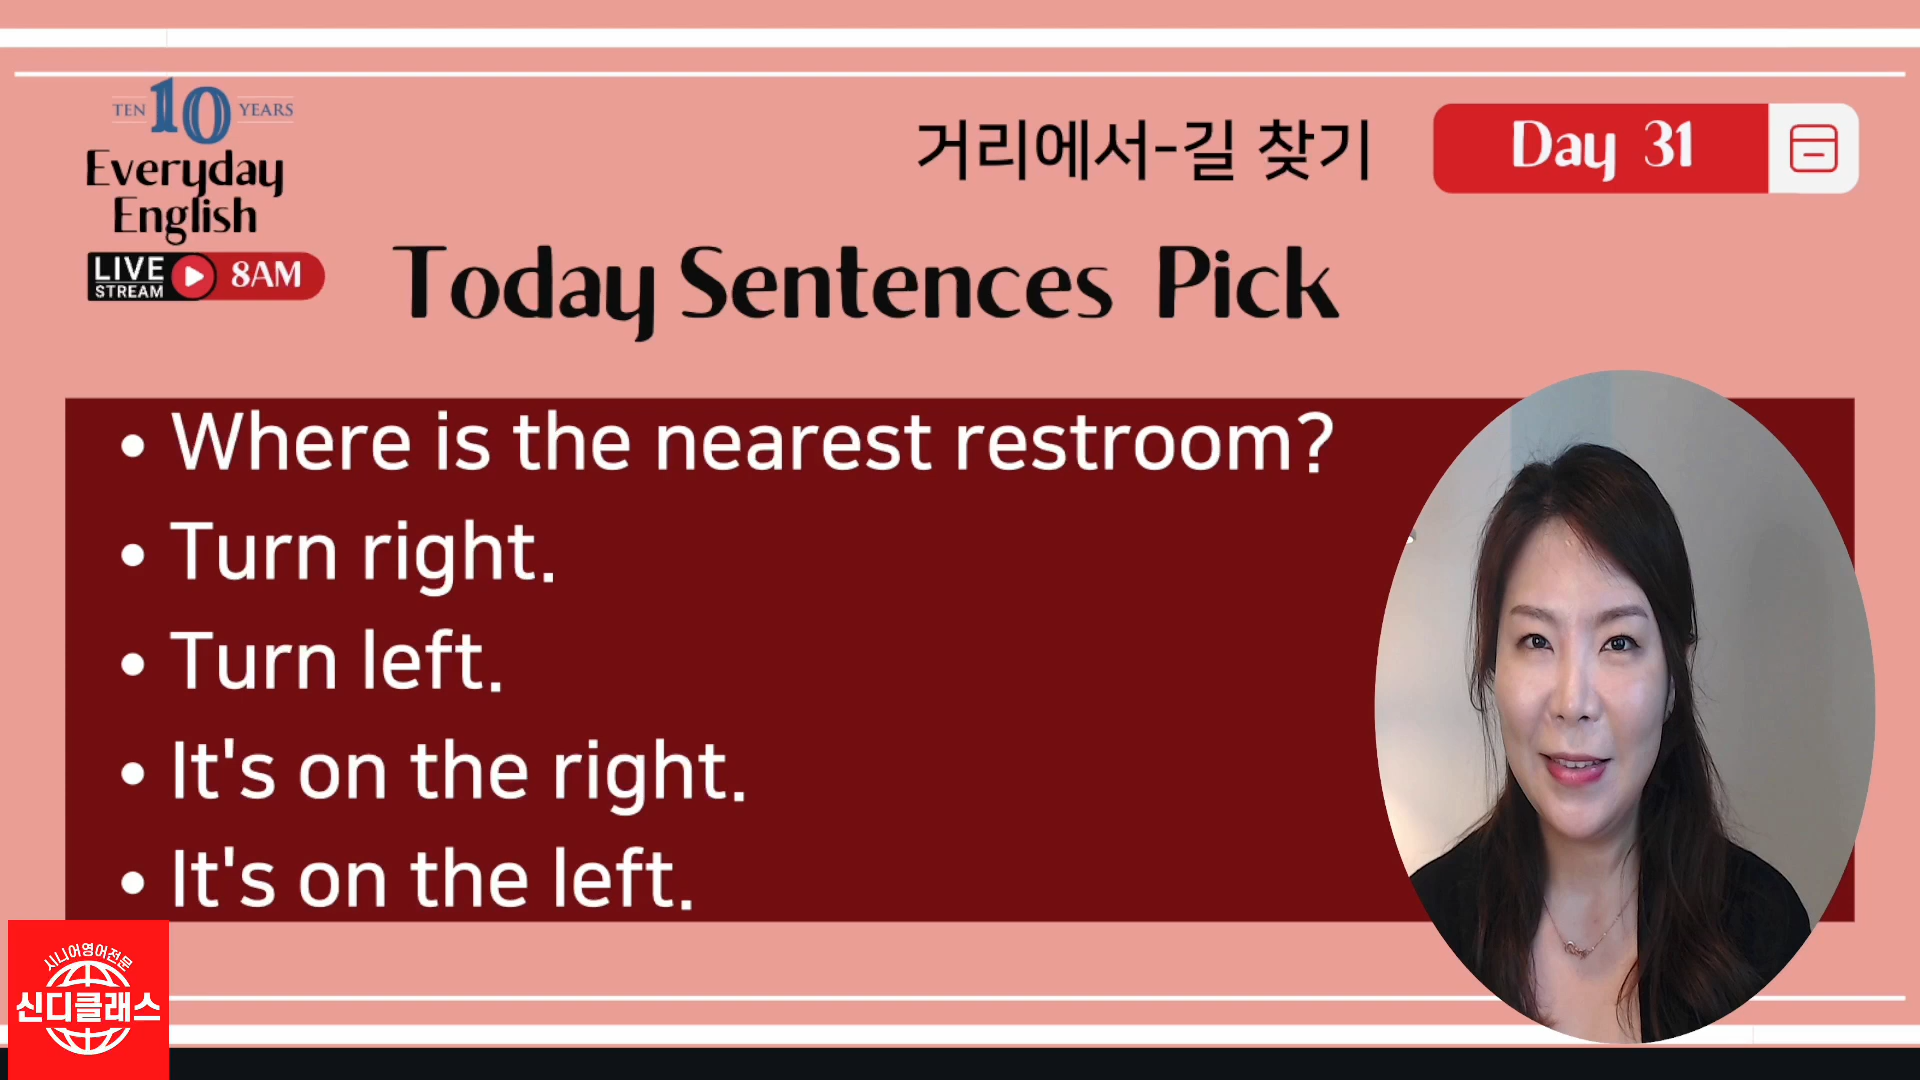 TEN 10 YEARS
Everyday
English
LIVE
STREAM
8AM
거리에서-길 찾기
Day 31
Today Sentences Pick
• Where is the nearest restroom?
• Turn right.
• Turn left.
• It's on the right.
• It's on the left.
시니어영어전문
신디클래스